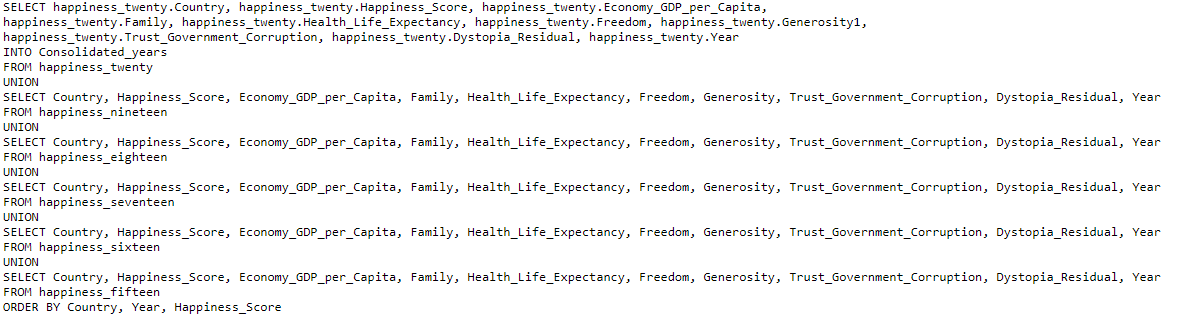 SELECT happiness_twenty.Country, happiness_twenty.Happiness_Score, happiness_twenty.Economy_GDP_per_Capita,
happiness_twenty.Family, happiness_twenty.Health_Life_Expectancy, happiness_twenty.Freedom, happiness_twenty.Generosity1,
happiness_twenty.Trust_Government_Corruption, happiness_twenty.Dystopia_Residual, happiness_twenty.Year
INTO Consolidated_years
FROM happiness_twenty
UNION
SELECT Country, Happiness_Score, Economy_GDP_per_Capita, Family, Health_Life_Expectancy, Freedom, Generosity, Trust_Government_Corruption, Dystopia_Residual, Year
FROM happiness_nineteen
UNION
SELECT Country, Happiness_Score, Economy_GDP_per_Capita, Family, Health_Life_Expectancy, Freedom, Generosity, Trust_Government_Corruption, Dystopia_Residual, Year
FROM happiness_eighteen
UNION
SELECT Country, Happiness_Score, Economy_GDP_per_Capita, Family, Health_Life_Expectancy, Freedom, Generosity, Trust_Government_Corruption, Dystopia_Residual, Year
FROM happiness_seventeen
UNION
SELECT Country, Happiness_Score, Economy_GDP_per_Capita, Family, Health_Life_Expectancy, Freedom, Generosity, Trust_Government_Corruption, Dystopia_Residual, Year
FROM happiness_sixteen
UNION
SELECT Country, Happiness_Score, Economy_GDP_per_Capita, Family, Health_Life_Expectancy, Freedom, Generosity, Trust_Government_Corruption, Dystopia_Residual, Year
FROM happiness_fifteen
ORDER BY Country, Year, Happiness_Score